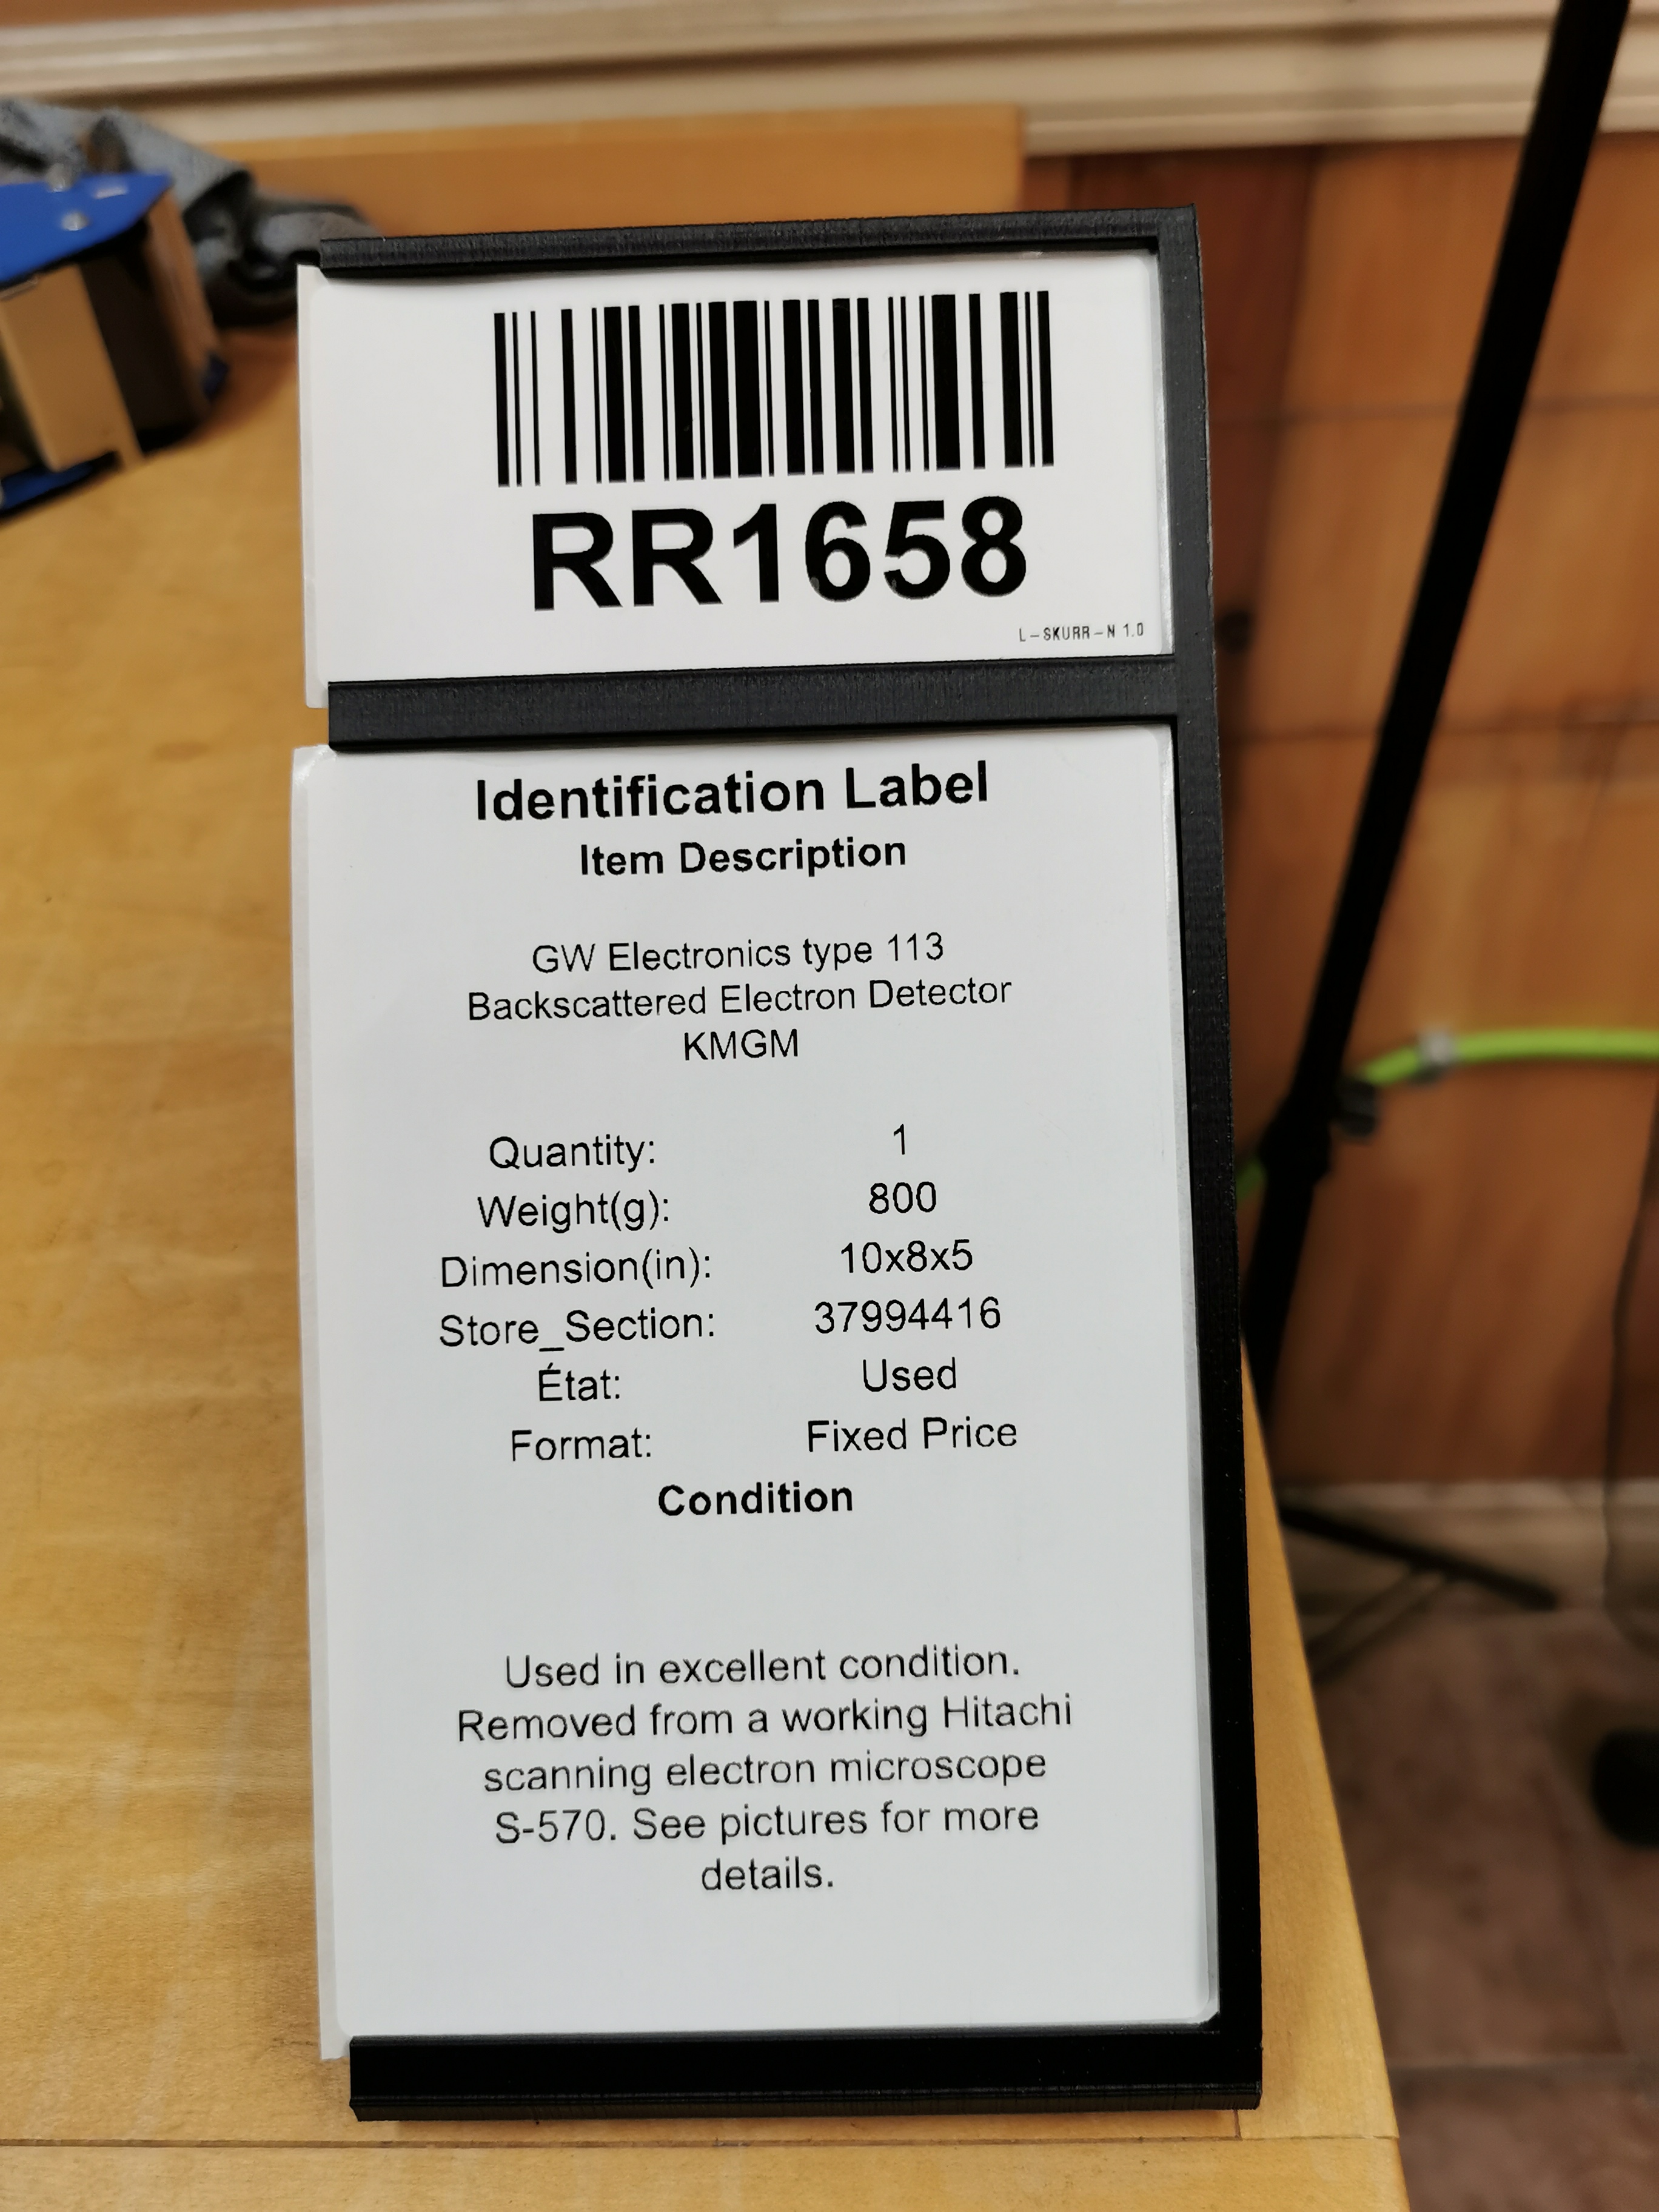 RR1658
L-SKURR-N 1.0
Identification Label
Item Description
GW Electronics type 113
Backscattered Electron Detector
KMGM
Quantity: 1
Weight(g): 800
Dimension(in): 10x8x5
Store_Section: 37994416
État: Used
Format: Fixed Price
Condition
Used in excellent condition.
Removed from a working Hitachi
scanning electron microscope
S-570. See pictures for more
details.